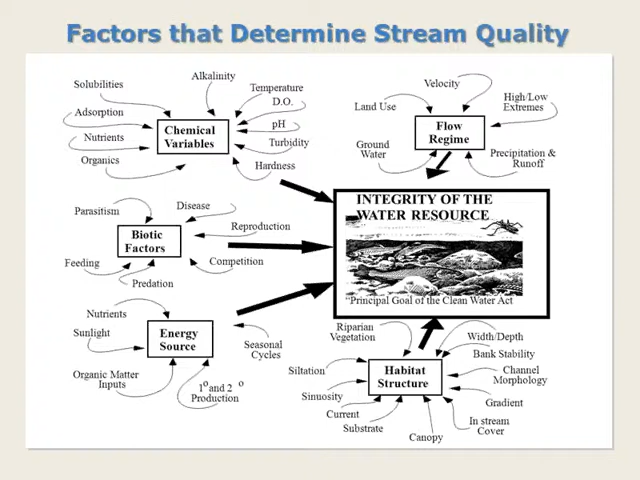 Factors that Determine Stream Quality
Solubilities
Alkalinity
Temperature
D.O.
Adsorption
pH
Chemical
Variables
Nutrients
Turbidity
Organics
Hardness
Velocity
Land Use
High/Low
Extremes
Flow
Regime
Ground
Water
Precipitation &
Runoff
INTEGRITY OF THE
WATER RESOURCE
"Principal Goal of the Clean Water Act
Parasitism
Disease
Reproduction
Biotic
Factors
Feeding
Competition
Predation
Nutrients
Sunlight
Energy
Source
Seasonal
Cycles
Organic Matter
Inputs
1° and 2 °
Production
Riparian
Vegetation
Width/Depth
Bank Stability
Siltation
Habitat
Structure
Channel
Morphology
Sinuosity
Gradient
Current
Substrate
Canopy
In stream
Cover